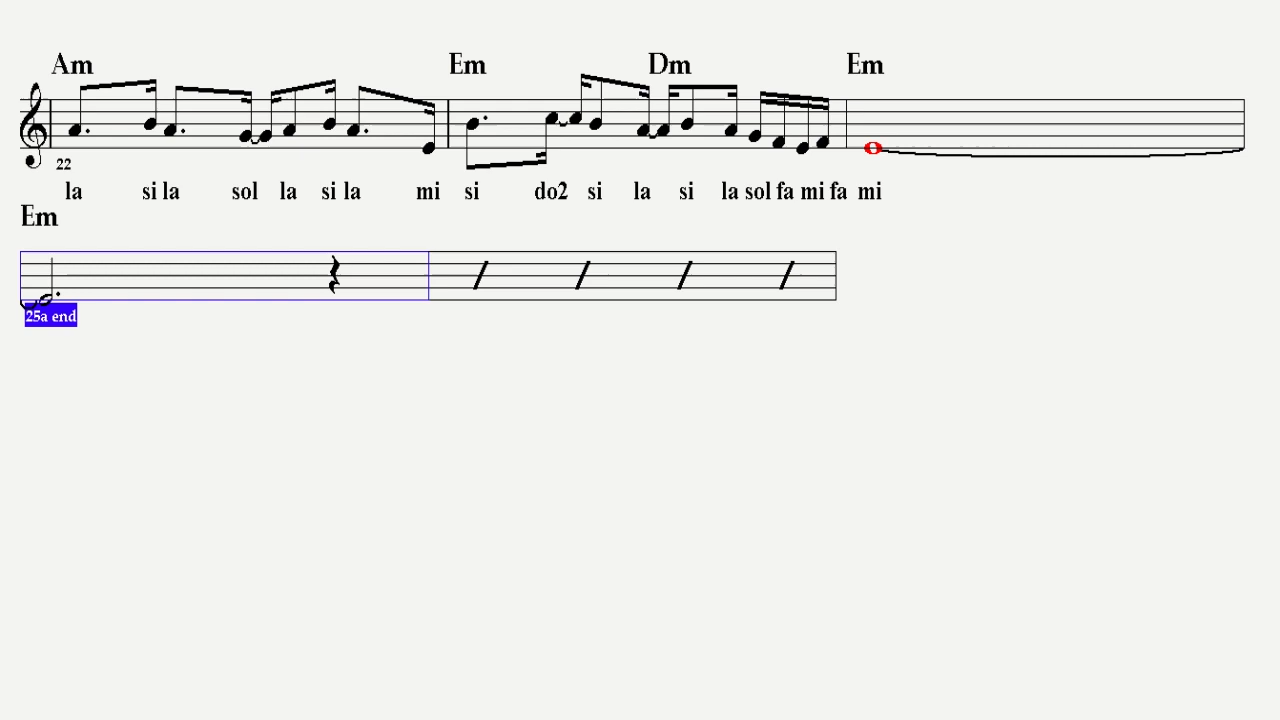 Am Em Dm Em
22
la si la sol la si la mi si do2 si la si la sol fa mi fa mi
Em
25a end